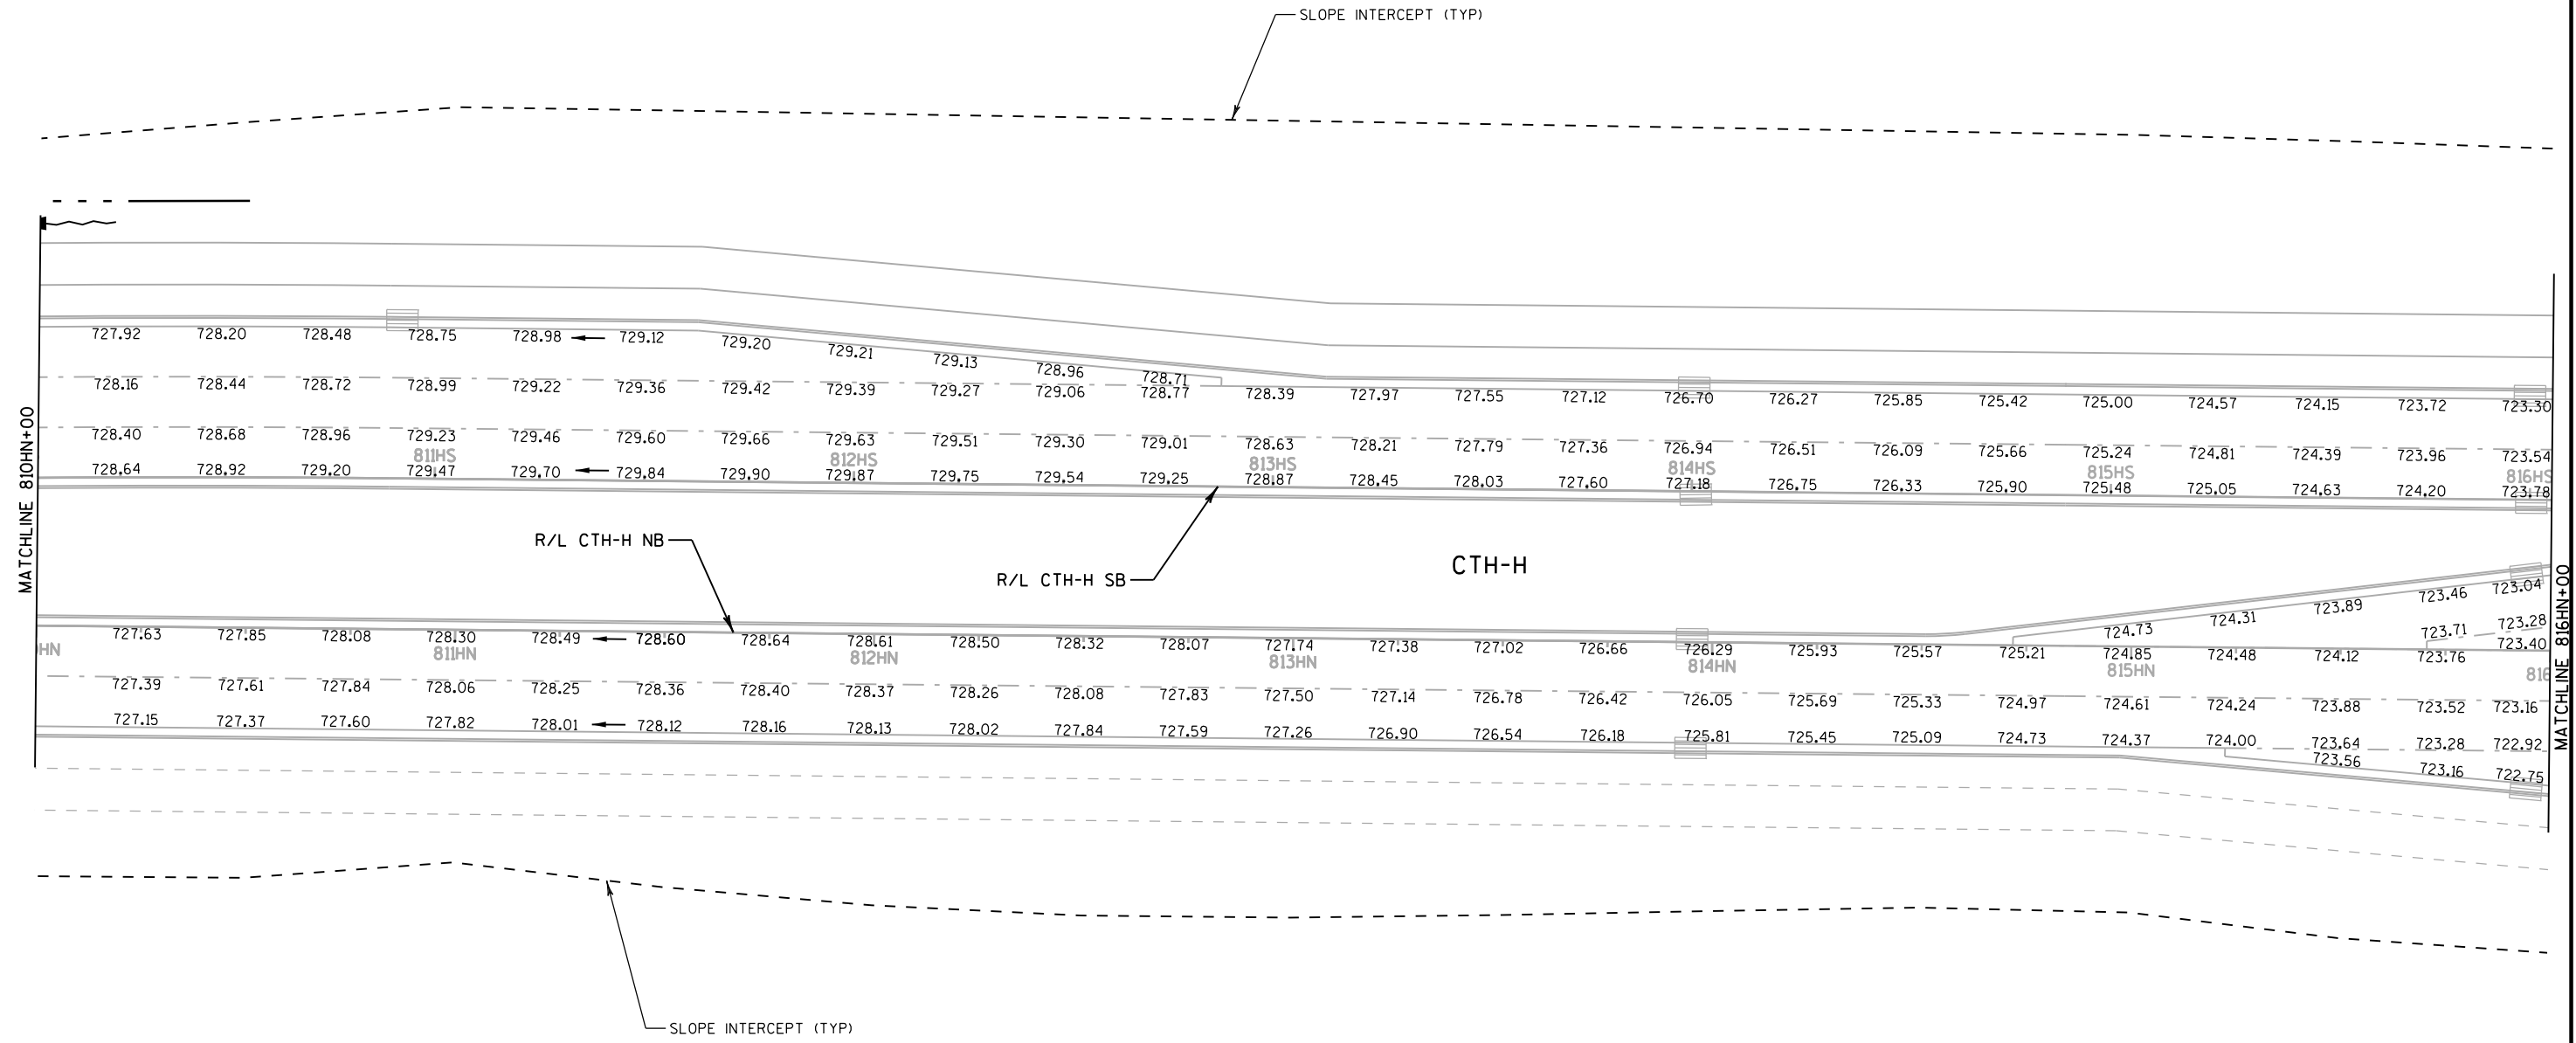 SLOPE INTERCEPT (TYP)
727.92 728.20 728.48 728.75 728.98 729.12 729.20 729.21 729.13 728.96 728.71
728.16 728.44 728.72 728.99 729.22 729.36 729.42 729.39 729.27 729.06 728.77 728.39 727.97 727.55 727.12 726.70 726.27 725.85 725.42 725.00 724.57 724.15 723.72 723.30
728.40 728.68 728.96 729.23 729.46 729.60 729.66 729.63 729.51 729.30 729.01 728.63 728.21 727.79 727.36 726.94 726.51 726.09 725.66 725.24 724.81 724.39 723.96 723.54
811HS 812HS 813HS 814HS 815HS 816HS
728.64 728.92 729.20 729.47 729.70 729.84 729.90 729.87 729.75 729.54 729.25 728.87 728.45 728.03 727.60 727.18 726.75 726.33 725.90 725.48 725.05 724.63 724.20 723.78
MATCHLINE 810HN+00
R/L CTH-H NB
R/L CTH-H SB
CTH-H
MATCHLINE 816HN+00
724.73 724.31 723.89 723.46 723.04
723.71 723.28
727.63 727.85 728.08 728.30 728.49 728.60 728.64 728.61 728.50 728.32 728.07 727.74 727.38 727.02 726.66 726.29 725.93 725.57 725.21 724.85 724.48 724.12 723.76 723.40
HN 811HN 812HN 813HN 814HN 815HN 816
727.39 727.61 727.84 728.06 728.25 728.36 728.40 728.37 728.26 728.08 727.83 727.50 727.14 726.78 726.42 726.05 725.69 725.33 724.97 724.61 724.24 723.88 723.52 723.16
727.15 727.37 727.60 727.82 728.01 728.12 728.16 728.13 728.02 727.84 727.59 727.26 726.90 726.54 726.18 725.81 725.45 725.09 724.73 724.37 724.00 723.64 723.28 722.92
723.56 723.16 722.75
SLOPE INTERCEPT (TYP)